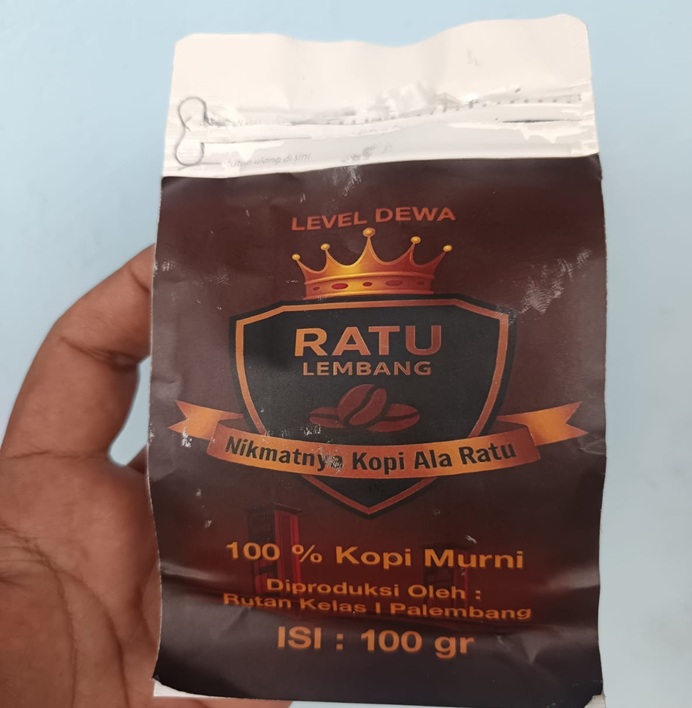 LEVEL DEWA
RATU
LEMBANG
Nikmatnya Kopi Ala Ratu
100 % Kopi Murni
Diproduksi Oleh :
Rutan Kelas I Palembang
ISI : 100 gr